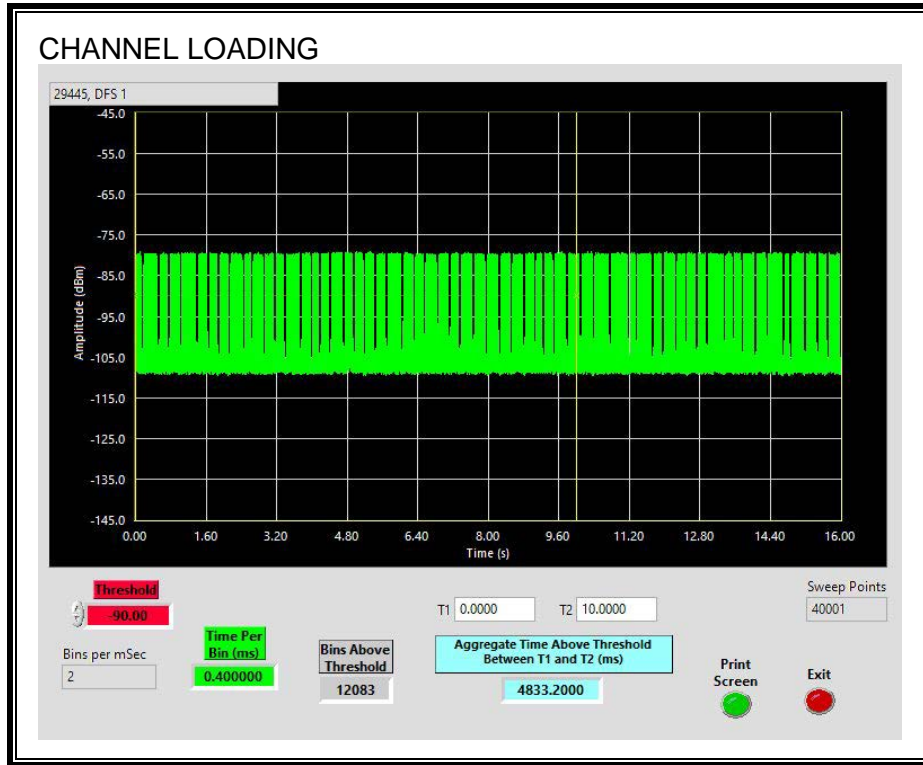 CHANNEL LOADING
29445, DFS 1
-45.0
-55.0
-65.0
-75.0
-85.0
-95.0
-105.0
-115.0
-125.0
-135.0
-145.0
Amplitude (dBm)
0.00 1.60 3.20 4.80 6.40 8.00 9.60 11.20 12.80 14.40 16.00
Time (s)
Threshold
-90.00
Bins per mSec
2
Time Per
Bin (ms)
0.400000
Bins Above
Threshold
12083
T1 0.0000 T2 10.0000
Aggregate Time Above Threshold
Between T1 and T2 (ms)
4833.2000
Sweep Points
40001
Print
Screen
Exit